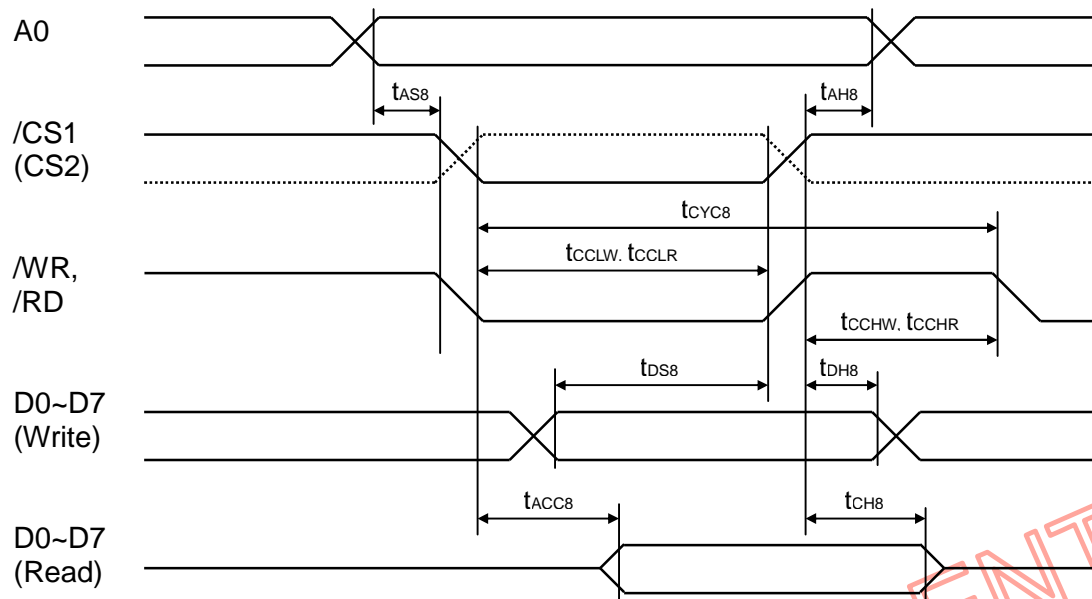 A0
tAS8
tAH8
/CS1
(CS2)
tCYC8
tCCLW. tCCLR
/WR,
/RD
tCCHW, tCCHR
tDS8
tDH8
D0~D7
(Write)
tACC8
tCH8
D0~D7
(Read)
ENT